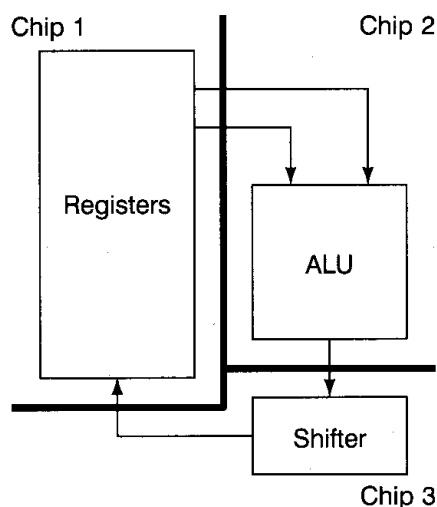 Chip 1
Chip 2
Registers
ALU
Shifter
Chip 3